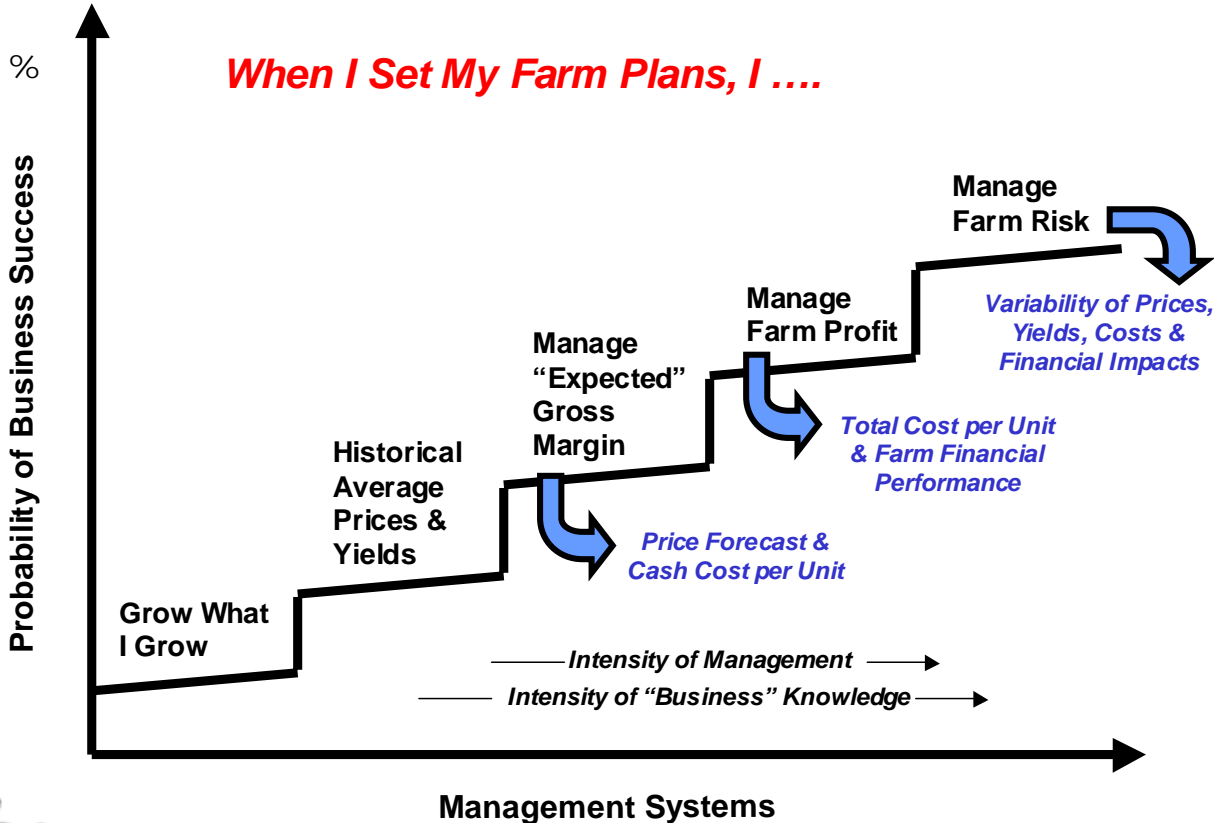 %
When I Set My Farm Plans, I ….
Probability of Business Success
Manage
Farm Risk
Variability of Prices,
Yields, Costs &
Financial Impacts
Manage
Farm Profit
Total Cost per Unit
& Farm Financial
Performance
Manage
“Expected”
Gross
Margin
Price Forecast &
Cash Cost per Unit
Historical
Average
Prices &
Yields
Grow What
I Grow
Intensity of Management
Intensity of “Business” Knowledge
Management Systems